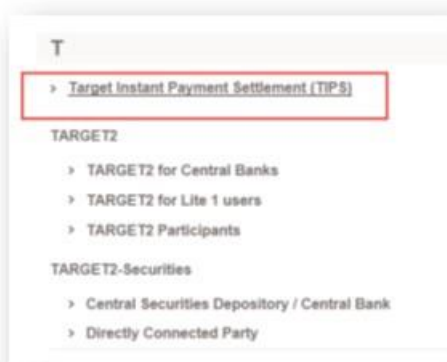 T
> Target Instant Payment Settlement (TIPS)
TARGET2
> TARGET2 for Central Banks
> TARGET2 for Lite 1 users
> TARGET2 Participants
TARGET2-Securities
> Central Securities Depository / Central Bank
> Directly Connected Party